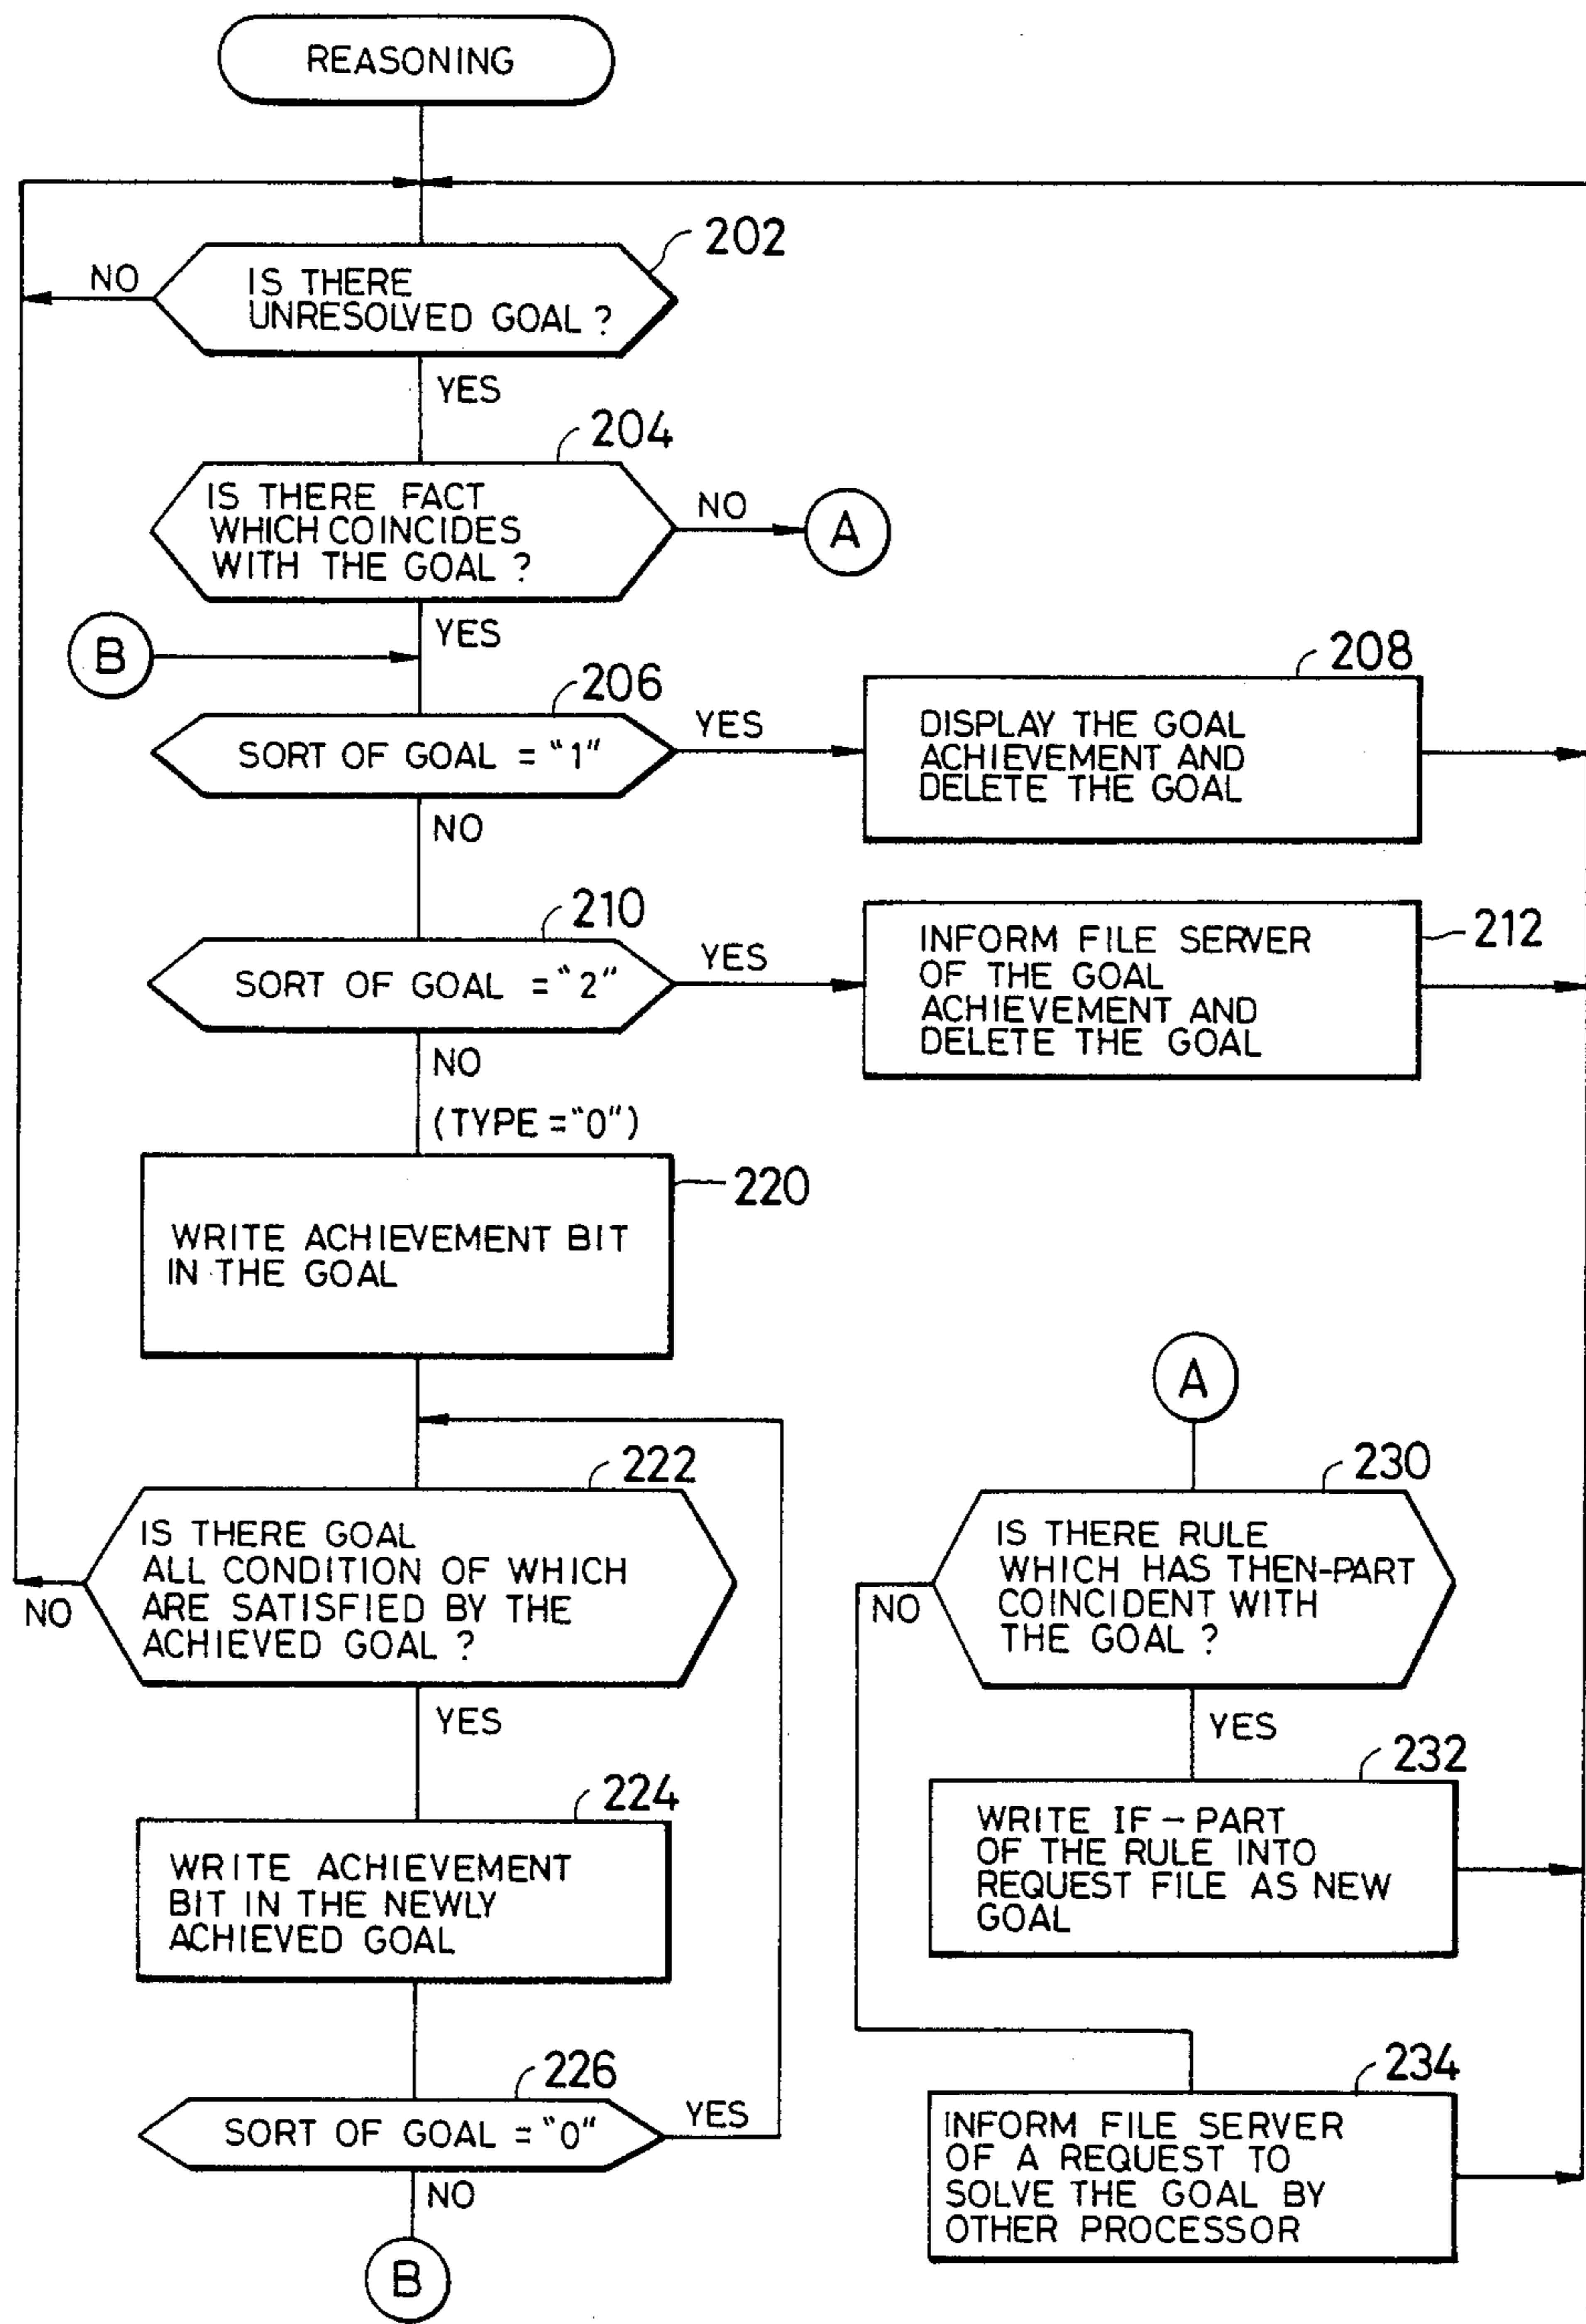 REASONING
202
NO
IS THERE
UNRESOLVED GOAL ?
YES
204
IS THERE FACT
WHICH COINCIDES
WITH THE GOAL ?
NO
A
YES
B
206
SORT OF GOAL = "1"
YES
208
DISPLAY THE GOAL
ACHIEVEMENT AND
DELETE THE GOAL
NO
210
SORT OF GOAL = "2"
YES
212
INFORM FILE SERVER
OF THE GOAL
ACHIEVEMENT AND
DELETE THE GOAL
NO
(TYPE = "0")
220
WRITE ACHIEVEMENT BIT
IN THE GOAL
222
IS THERE GOAL
ALL CONDITION OF WHICH
ARE SATISFIED BY THE
ACHIEVED GOAL ?
NO
YES
224
WRITE ACHIEVEMENT
BIT IN THE NEWLY
ACHIEVED GOAL
226
SORT OF GOAL = "0"
YES
NO
B
A
230
IS THERE RULE
WHICH HAS THEN-PART
COINCIDENT WITH
THE GOAL ?
NO
YES
232
WRITE IF-PART
OF THE RULE INTO
REQUEST FILE AS NEW
GOAL
234
INFORM FILE SERVER
OF A REQUEST TO
SOLVE THE GOAL BY
OTHER PROCESSOR